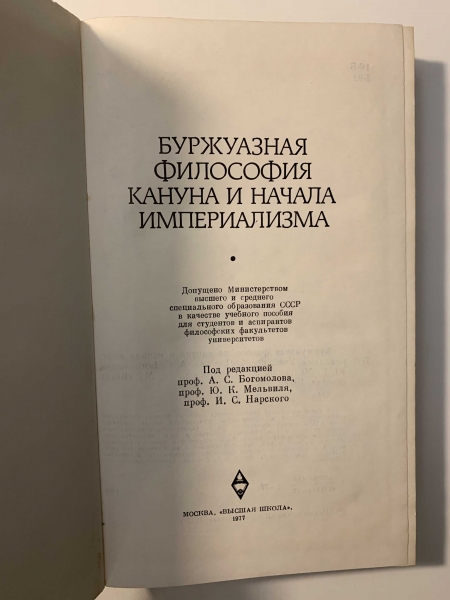 БУРЖУАЗНАЯ
ФИЛОСОФИЯ
КАНУНА И НАЧАЛА
ИМПЕРИАЛИЗМА
Допущено Министерством
высшего и среднего
специального образования СССР
в качестве учебного пособия
для студентов и аспирантов
философских факультетов
университетов
Под редакцией
проф. А. С. Богомолова,
проф. Ю. К. Мельвиля,
проф. И. С. Нарского
МОСКВА, «ВЫСШАЯ ШКОЛА»,
1977